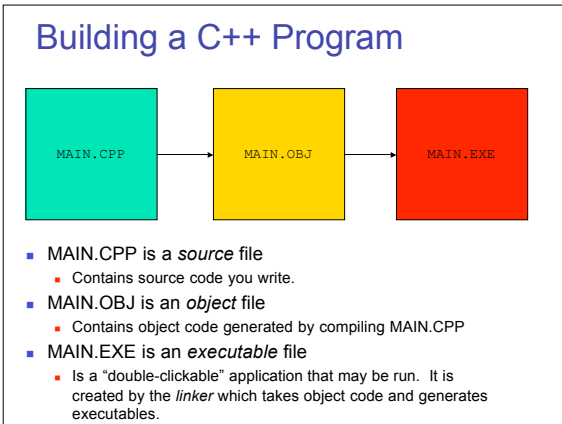 Building a C++ Program
MAIN.CPP MAIN.OBJ MAIN.EXE
▪ MAIN.CPP is a source file
▪ Contains source code you write.
▪ MAIN.OBJ is an object file
▪ Contains object code generated by compiling MAIN.CPP
▪ MAIN.EXE is an executable file
▪ Is a “double-clickable” application that may be run. It is
created by the linker which takes object code and generates
executables.